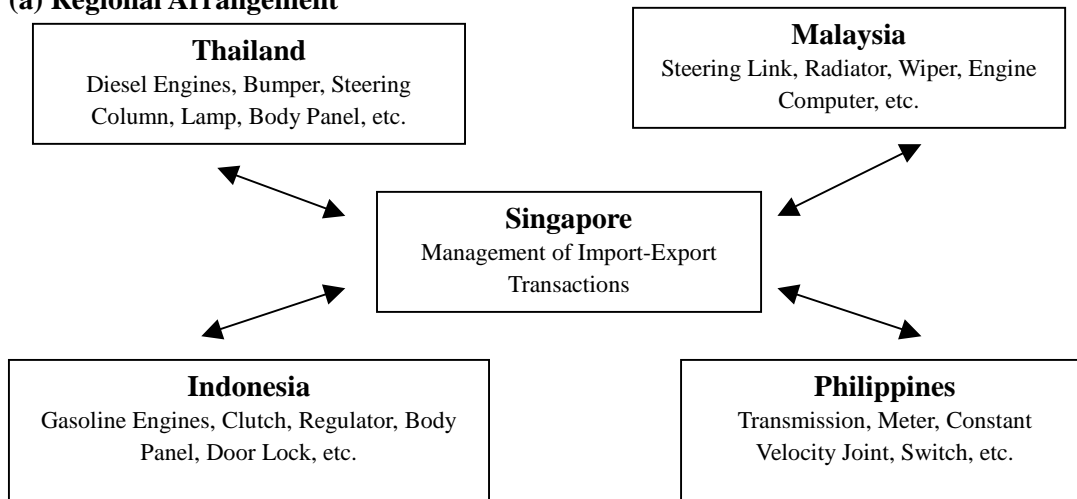 (a) Regional Arrangement
Thailand
Diesel Engines, Bumper, Steering
Column, Lamp, Body Panel, etc.
Malaysia
Steering Link, Radiator, Wiper, Engine
Computer, etc.
Singapore
Management of Import-Export
Transactions
Indonesia
Gasoline Engines, Clutch, Regulator, Body
Panel, Door Lock, etc.
Philippines
Transmission, Meter, Constant
Velocity Joint, Switch, etc.